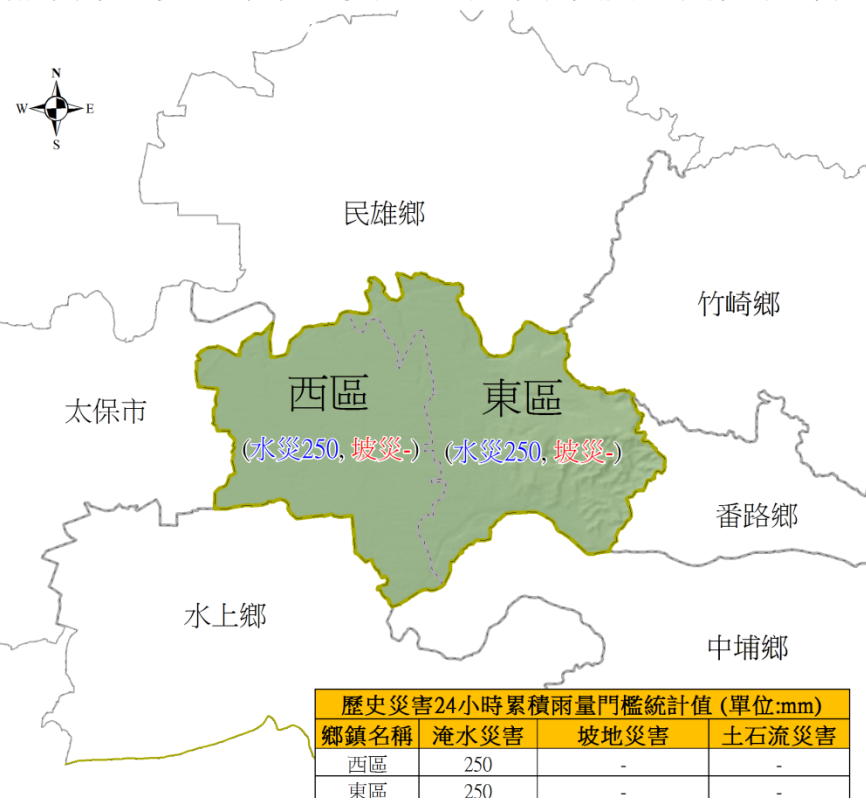 N
W E
S
民雄鄉
竹崎鄉
太保市
西區 東區
(水災250, 坡災-) (水災250, 坡災-)
番路鄉
水上鄉
中埔鄉
歷史災害24小時累積雨量門檻統計值 (單位:mm)
鄉鎮名稱 淹水災害 坡地災害 土石流災害
西區 250 - -
東區 250 - -